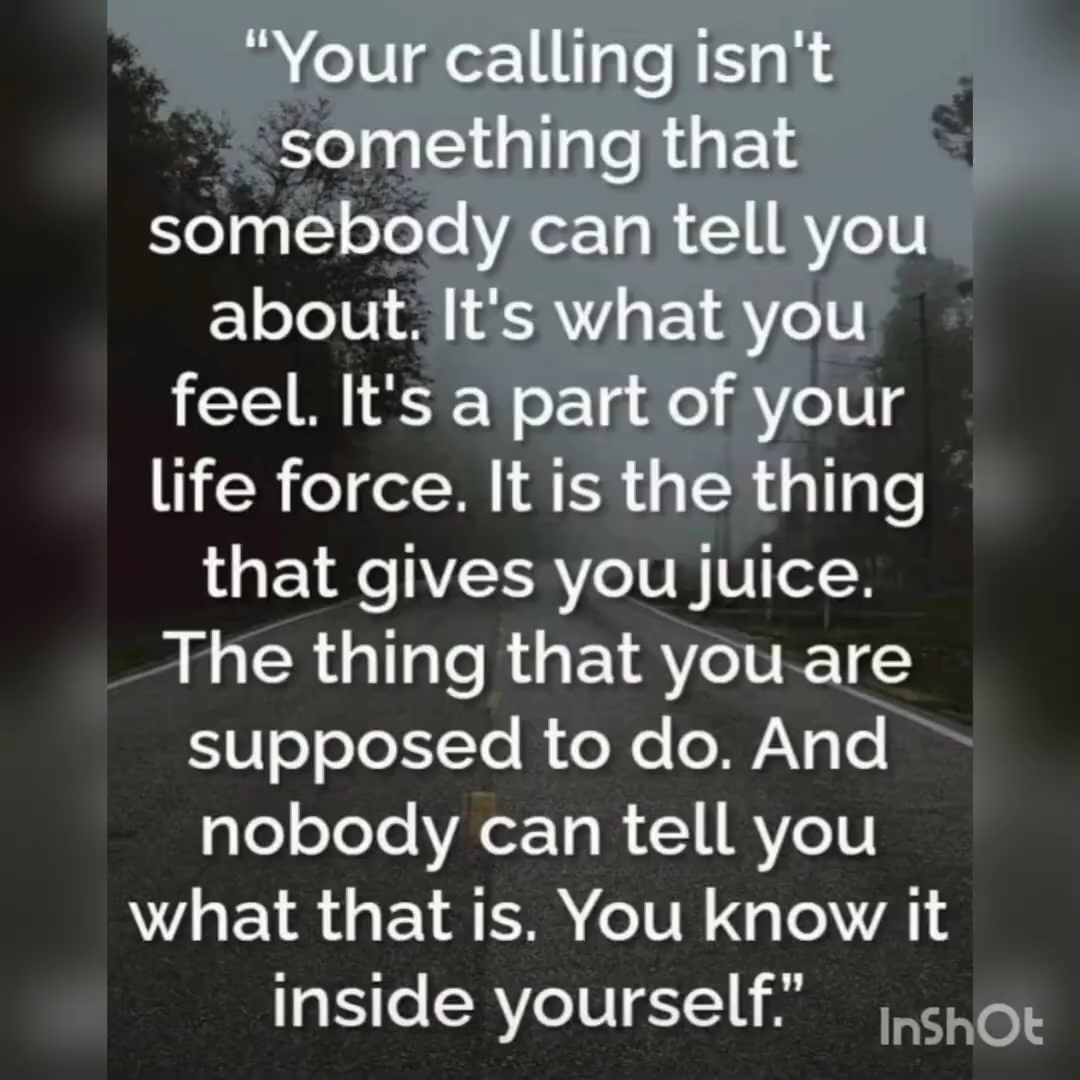 “Your calling isn't
something that
somebody can tell you
about. It's what you
feel. It's a part of your
life force. It is the thing
that gives you juice.
The thing that you are
supposed to do. And
nobody can tell you
what that is. You know it
inside yourself.”
InShOt